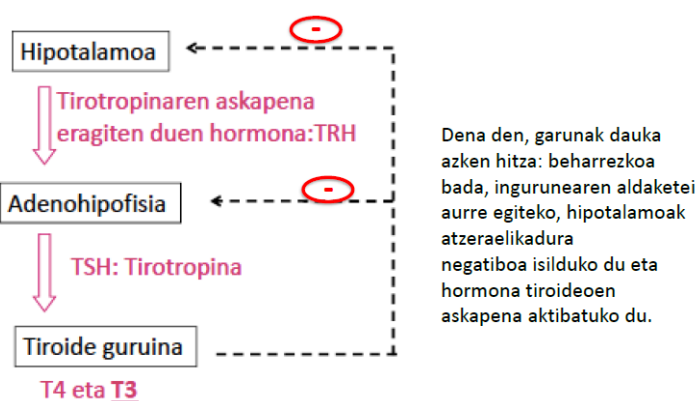 -
Hipotalamoa
Tirotropinaren askapena
eragiten duen hormona:TRH
-
Adenohipofisia
TSH: Tirotropina
Tiroide guruina
T4 eta T3
Dena den, garunak dauka
azken hitza: beharrezkoa
bada, ingurunearen aldaketei
aurre egiteko, hipotalamoak
atzeraelikadura
negatiboa isilduko du eta
hormona tiroideoen
askapena aktibatuko du.